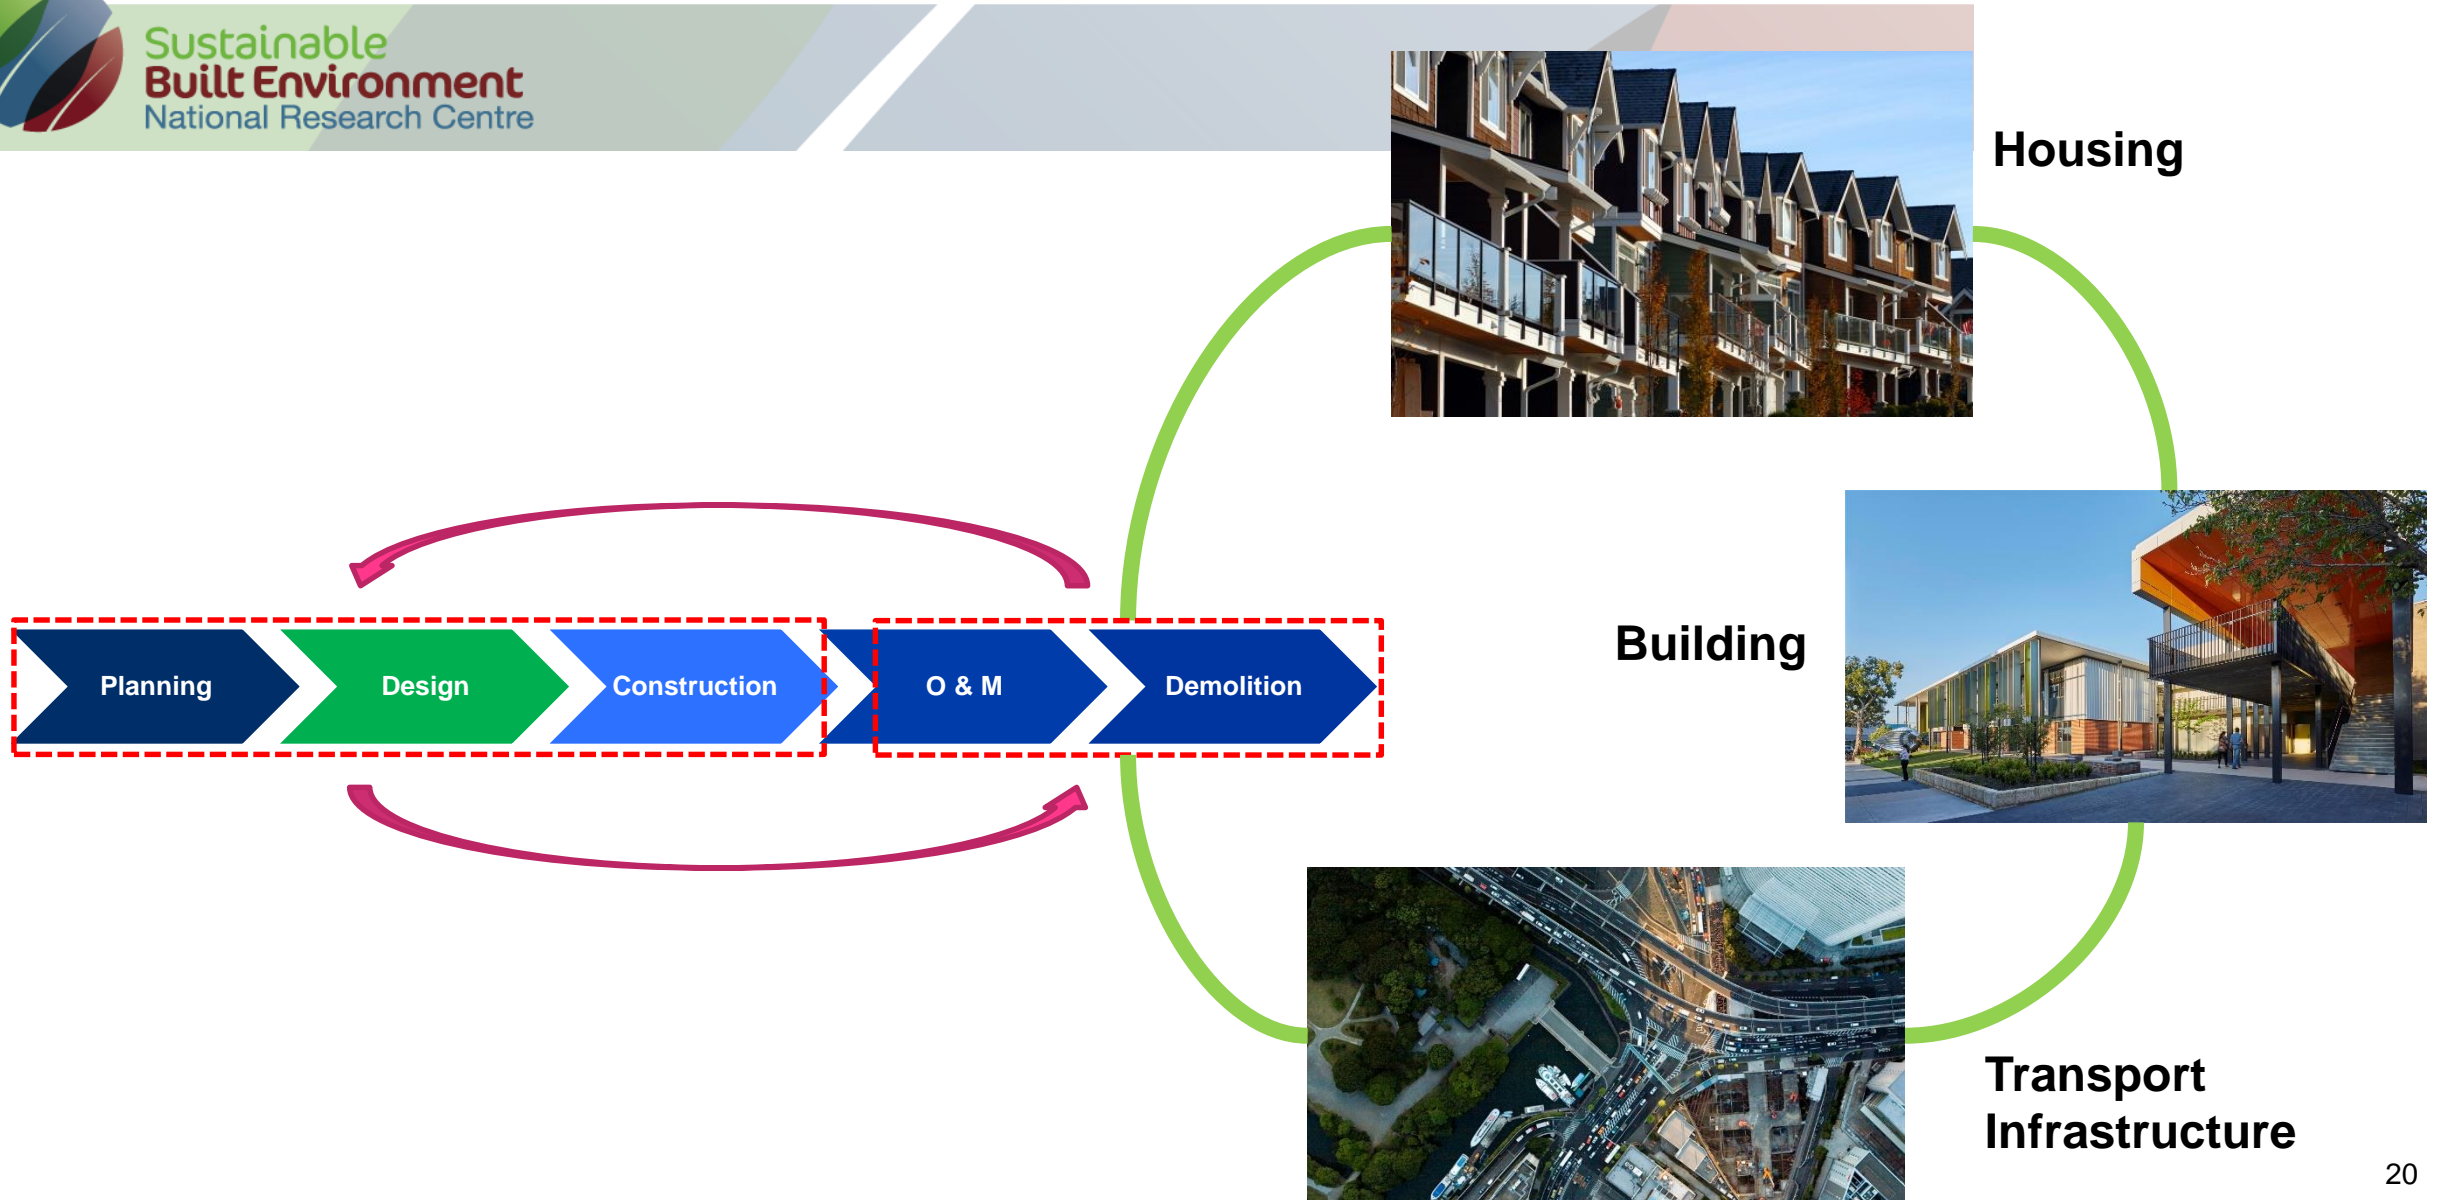 Sustainable
Built Environment
National Research Centre
Housing
Planning
Design
Construction
O & M
Demolition
Building
Transport
Infrastructure
20